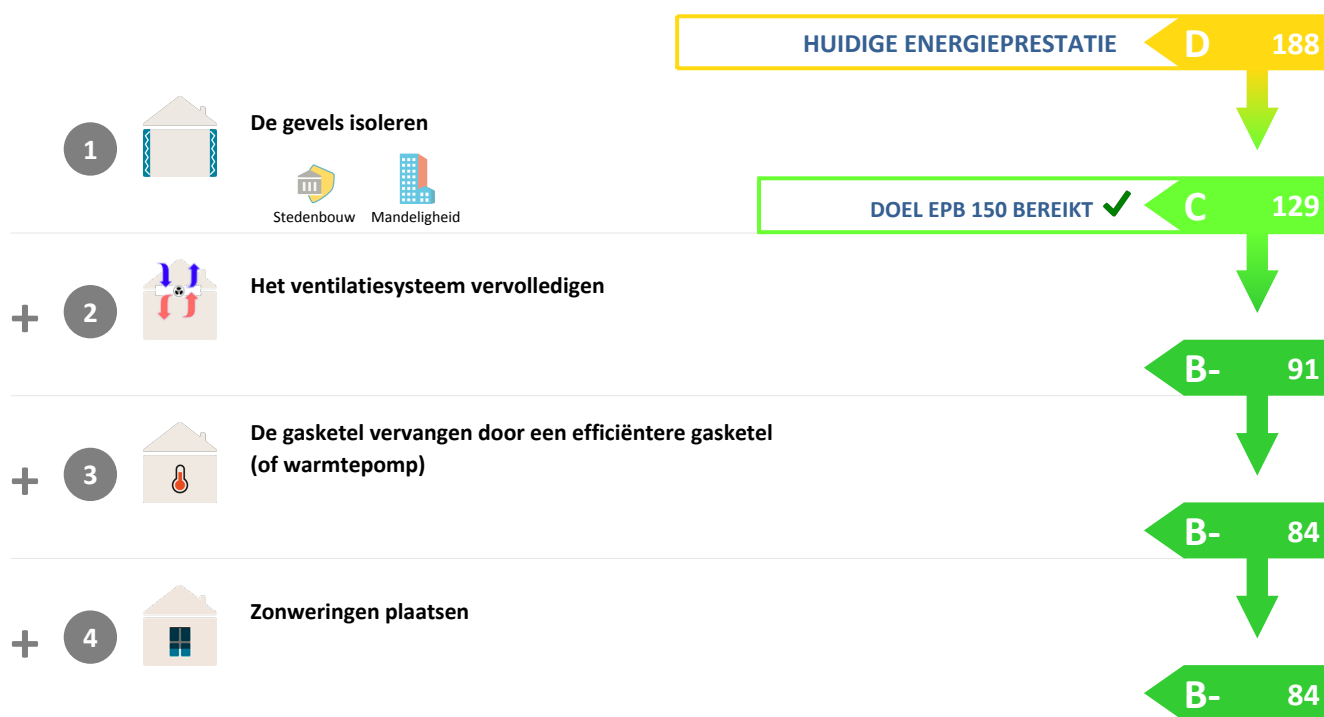 HUIDIGE ENERGIEPRESTATIE D 188
1 De gevels isoleren
Stedenbouw Mandeligheid
DOEL EPB 150 BEREIKT ✔ C 129
+ 2 Het ventilatiesysteem vervolledigen
B- 91
+ 3 De gasketel vervangen door een efficiëntere gasketel
(of warmtepomp)
B- 84
+ 4 Zonweringen plaatsen
B- 84